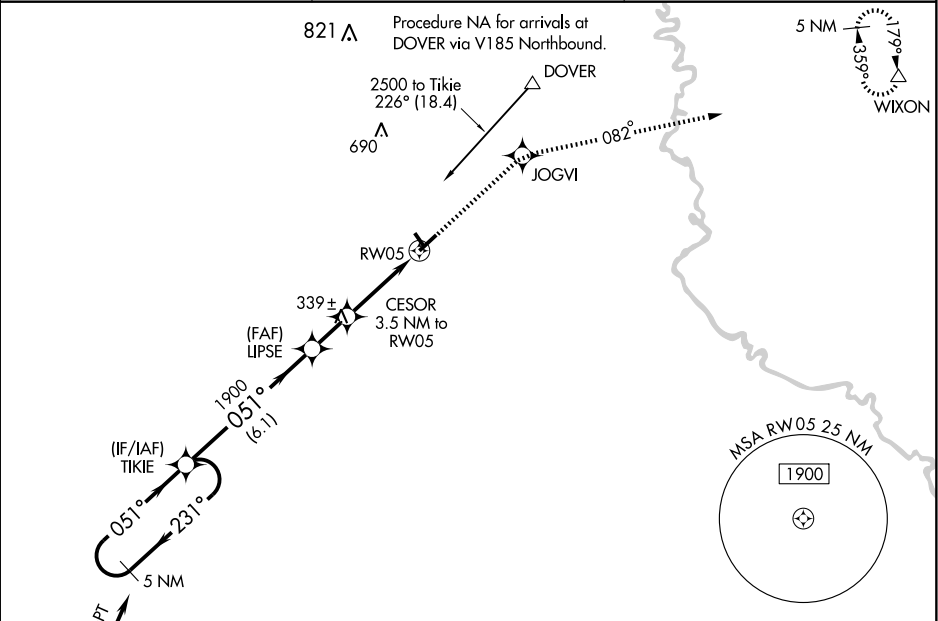 821
Procedure NA for arrivals at
DOVER via V185 Northbound.
5 NM
179°
359°
WIXON
DOVER
2500 to Tikie
226° (18.4)
690
082°
JOGVI
RW05
339±
CESOR
3.5 NM to
RW05
(FAF)
LIPSE
1900
051°
(6.1)
(IF/IAF)
TIKIE
051°
231°
5 NM
PT
MSA RW05 25 NM
1900